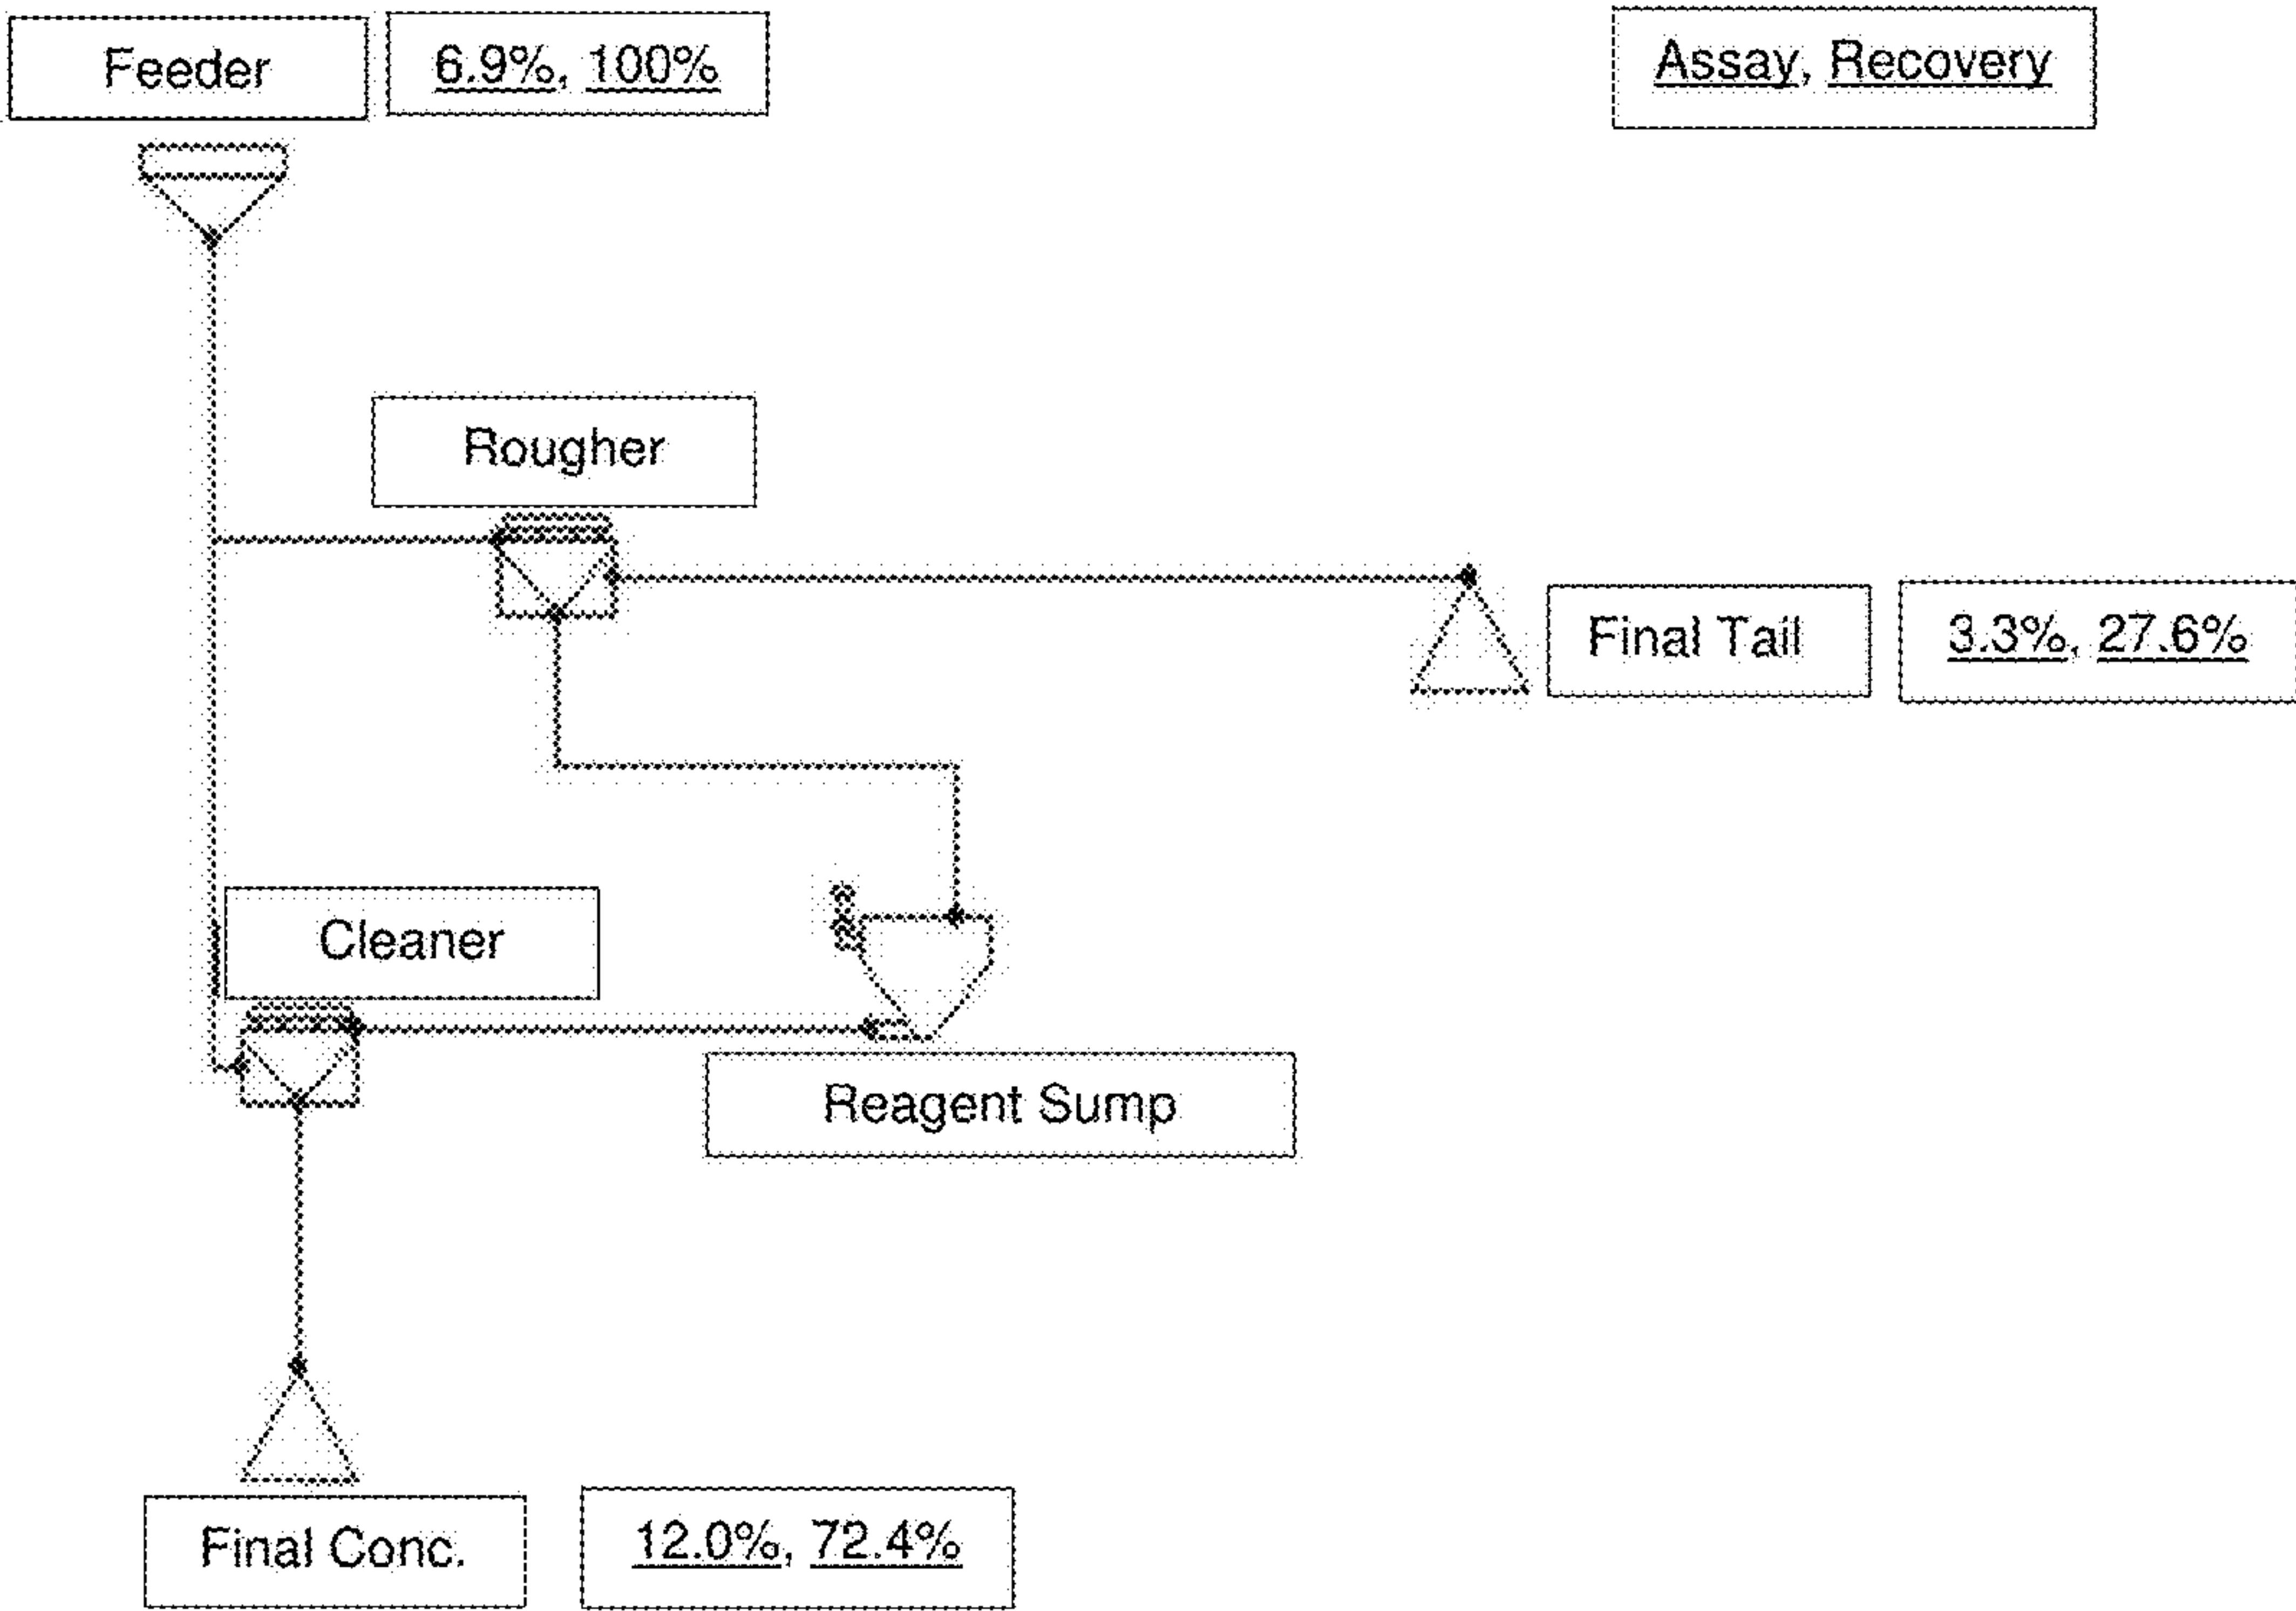 Feeder
6.9%, 100%
Assay, Recovery
Rougher
Final Tail
3.3%, 27.6%
Cleaner
Reagent Sump
Final Conc.
12.0%, 72.4%